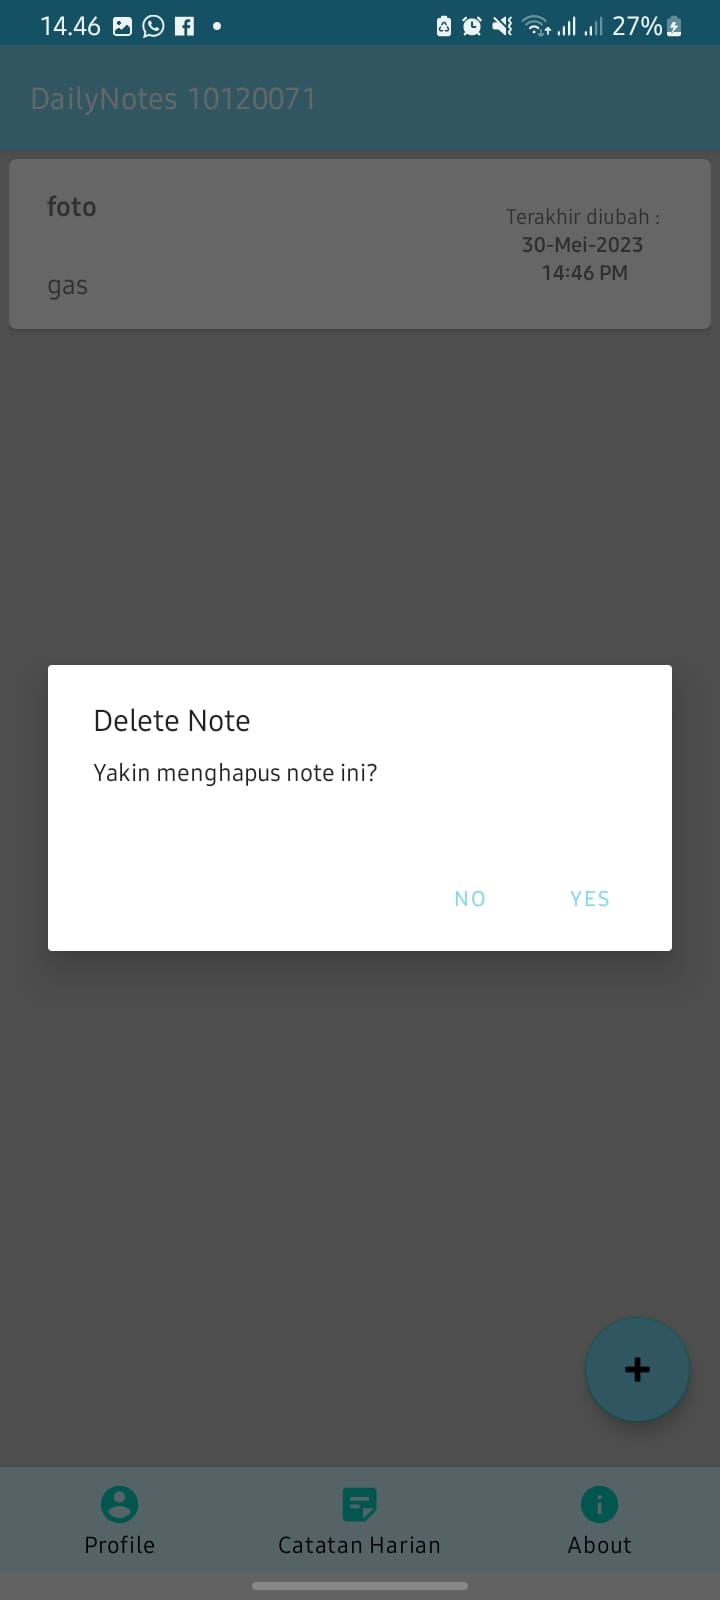 14.46
27%
DailyNotes 10120071
foto
gas
Terakhir diubah :
30-Mei-2023
14:46 PM
Delete Note
Yakin menghapus note ini?
NO YES
Profile Catatan Harian About